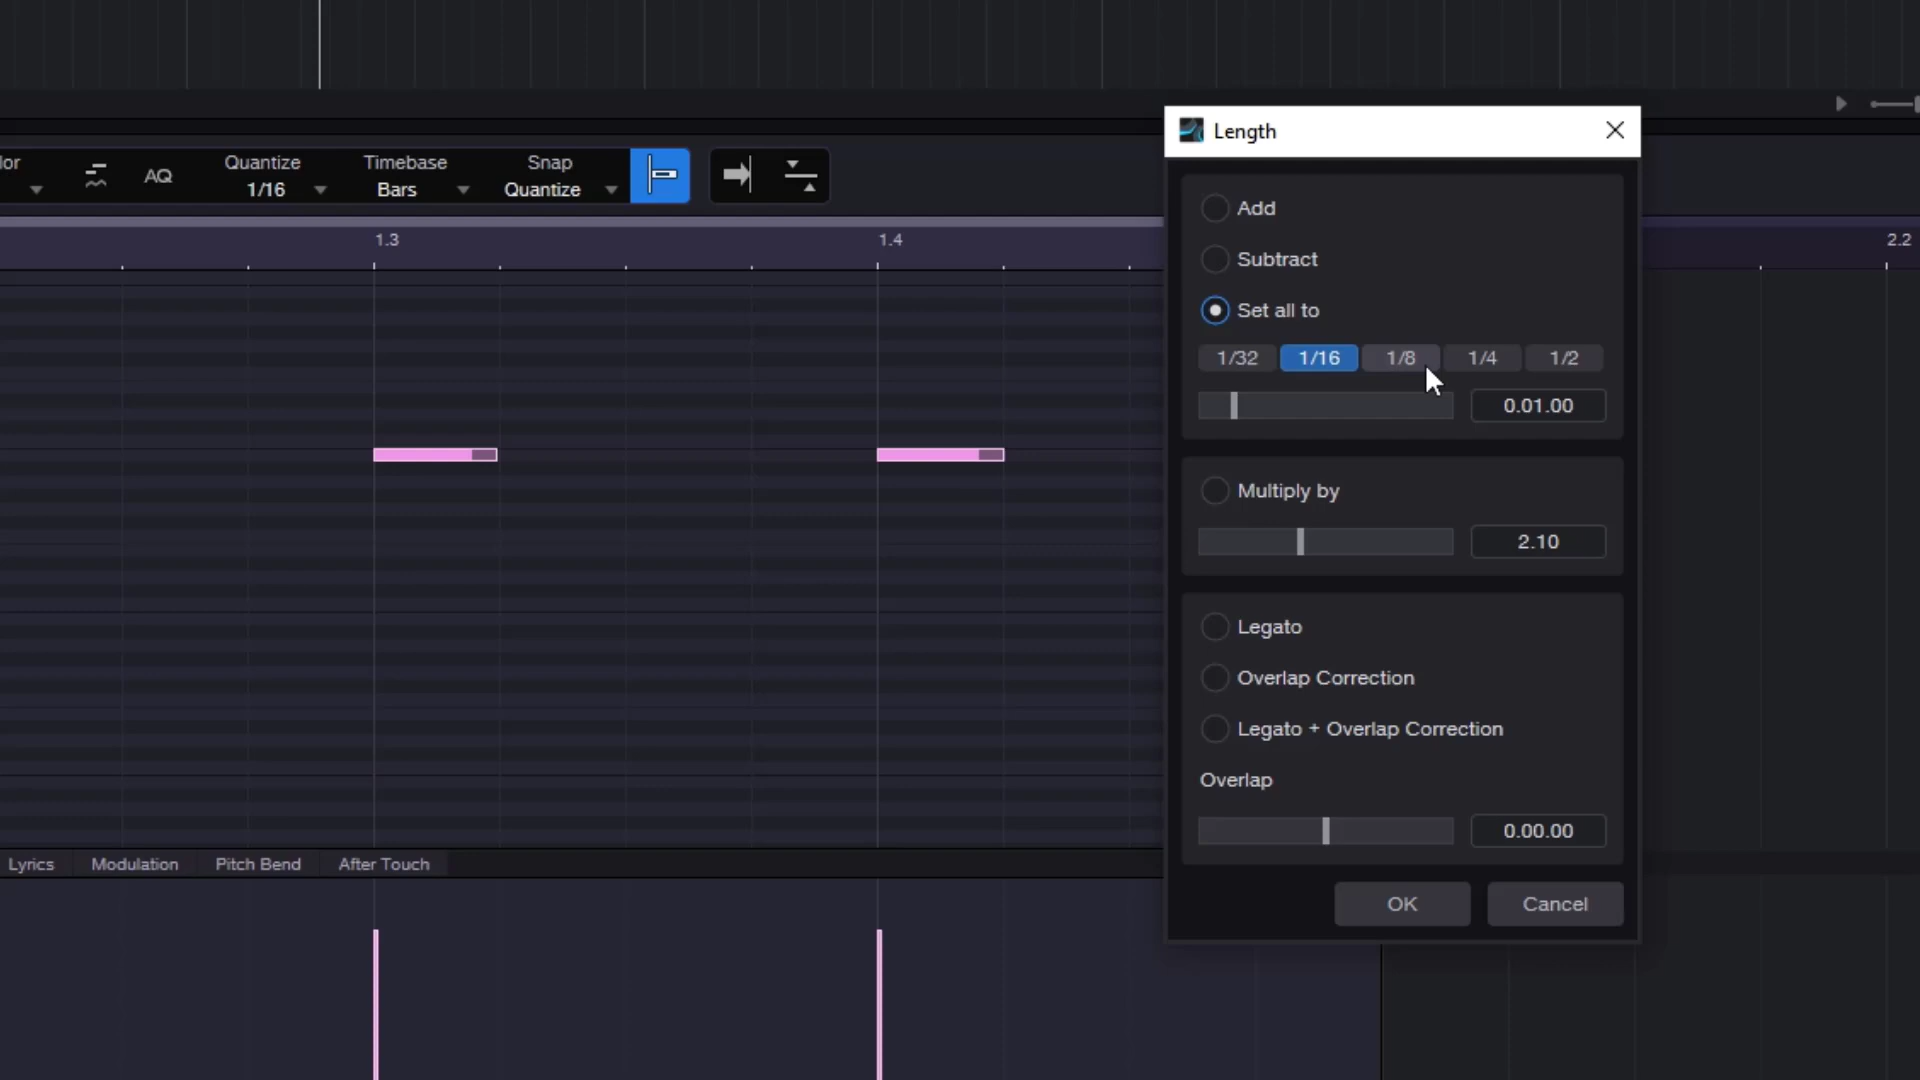 Length
Add
lor
AQ
Quantize
1/16
Timebase
Bars
Snap
Quantize
Subtract
1.3
1.4
2.2
Set all to
1/32 1/16 1/8 1/4 1/2
0.01.00
Multiply by
2.10
Legato
Overlap Correction
Legato + Overlap Correction
Overlap
0.00.00
Lyrics Modulation Pitch Bend After Touch
OK Cancel